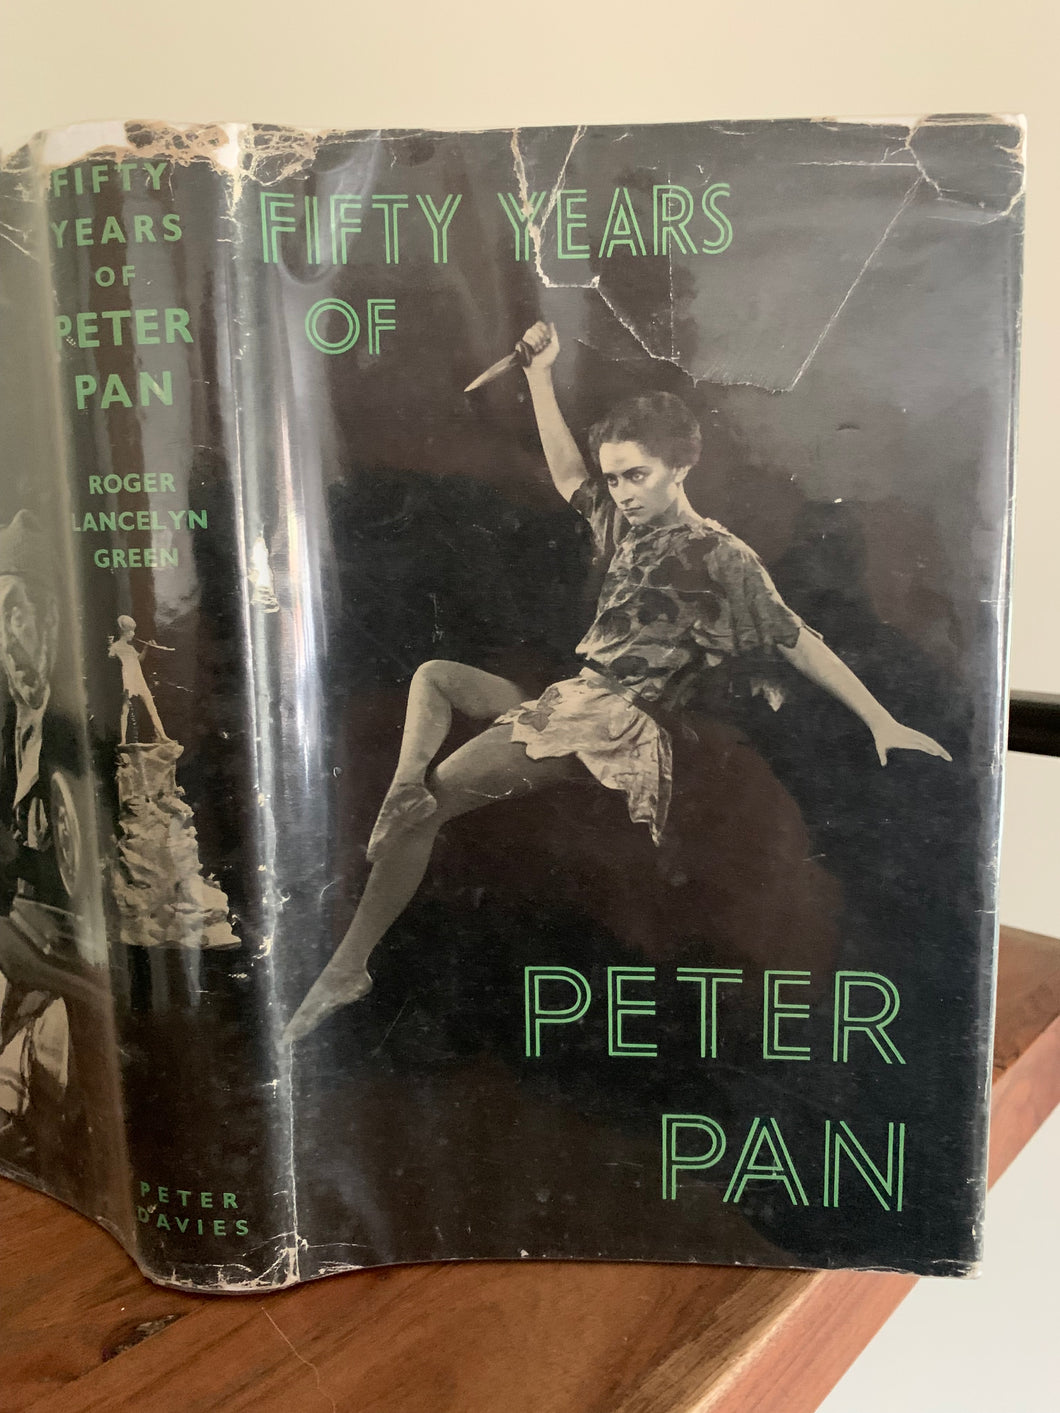 FIFTY
YEARS
OF
PETER
PAN
ROGER
LANCELYN
GREEN
PETER
DAVIES
FIFTY YEARS
OF
PETER
PAN